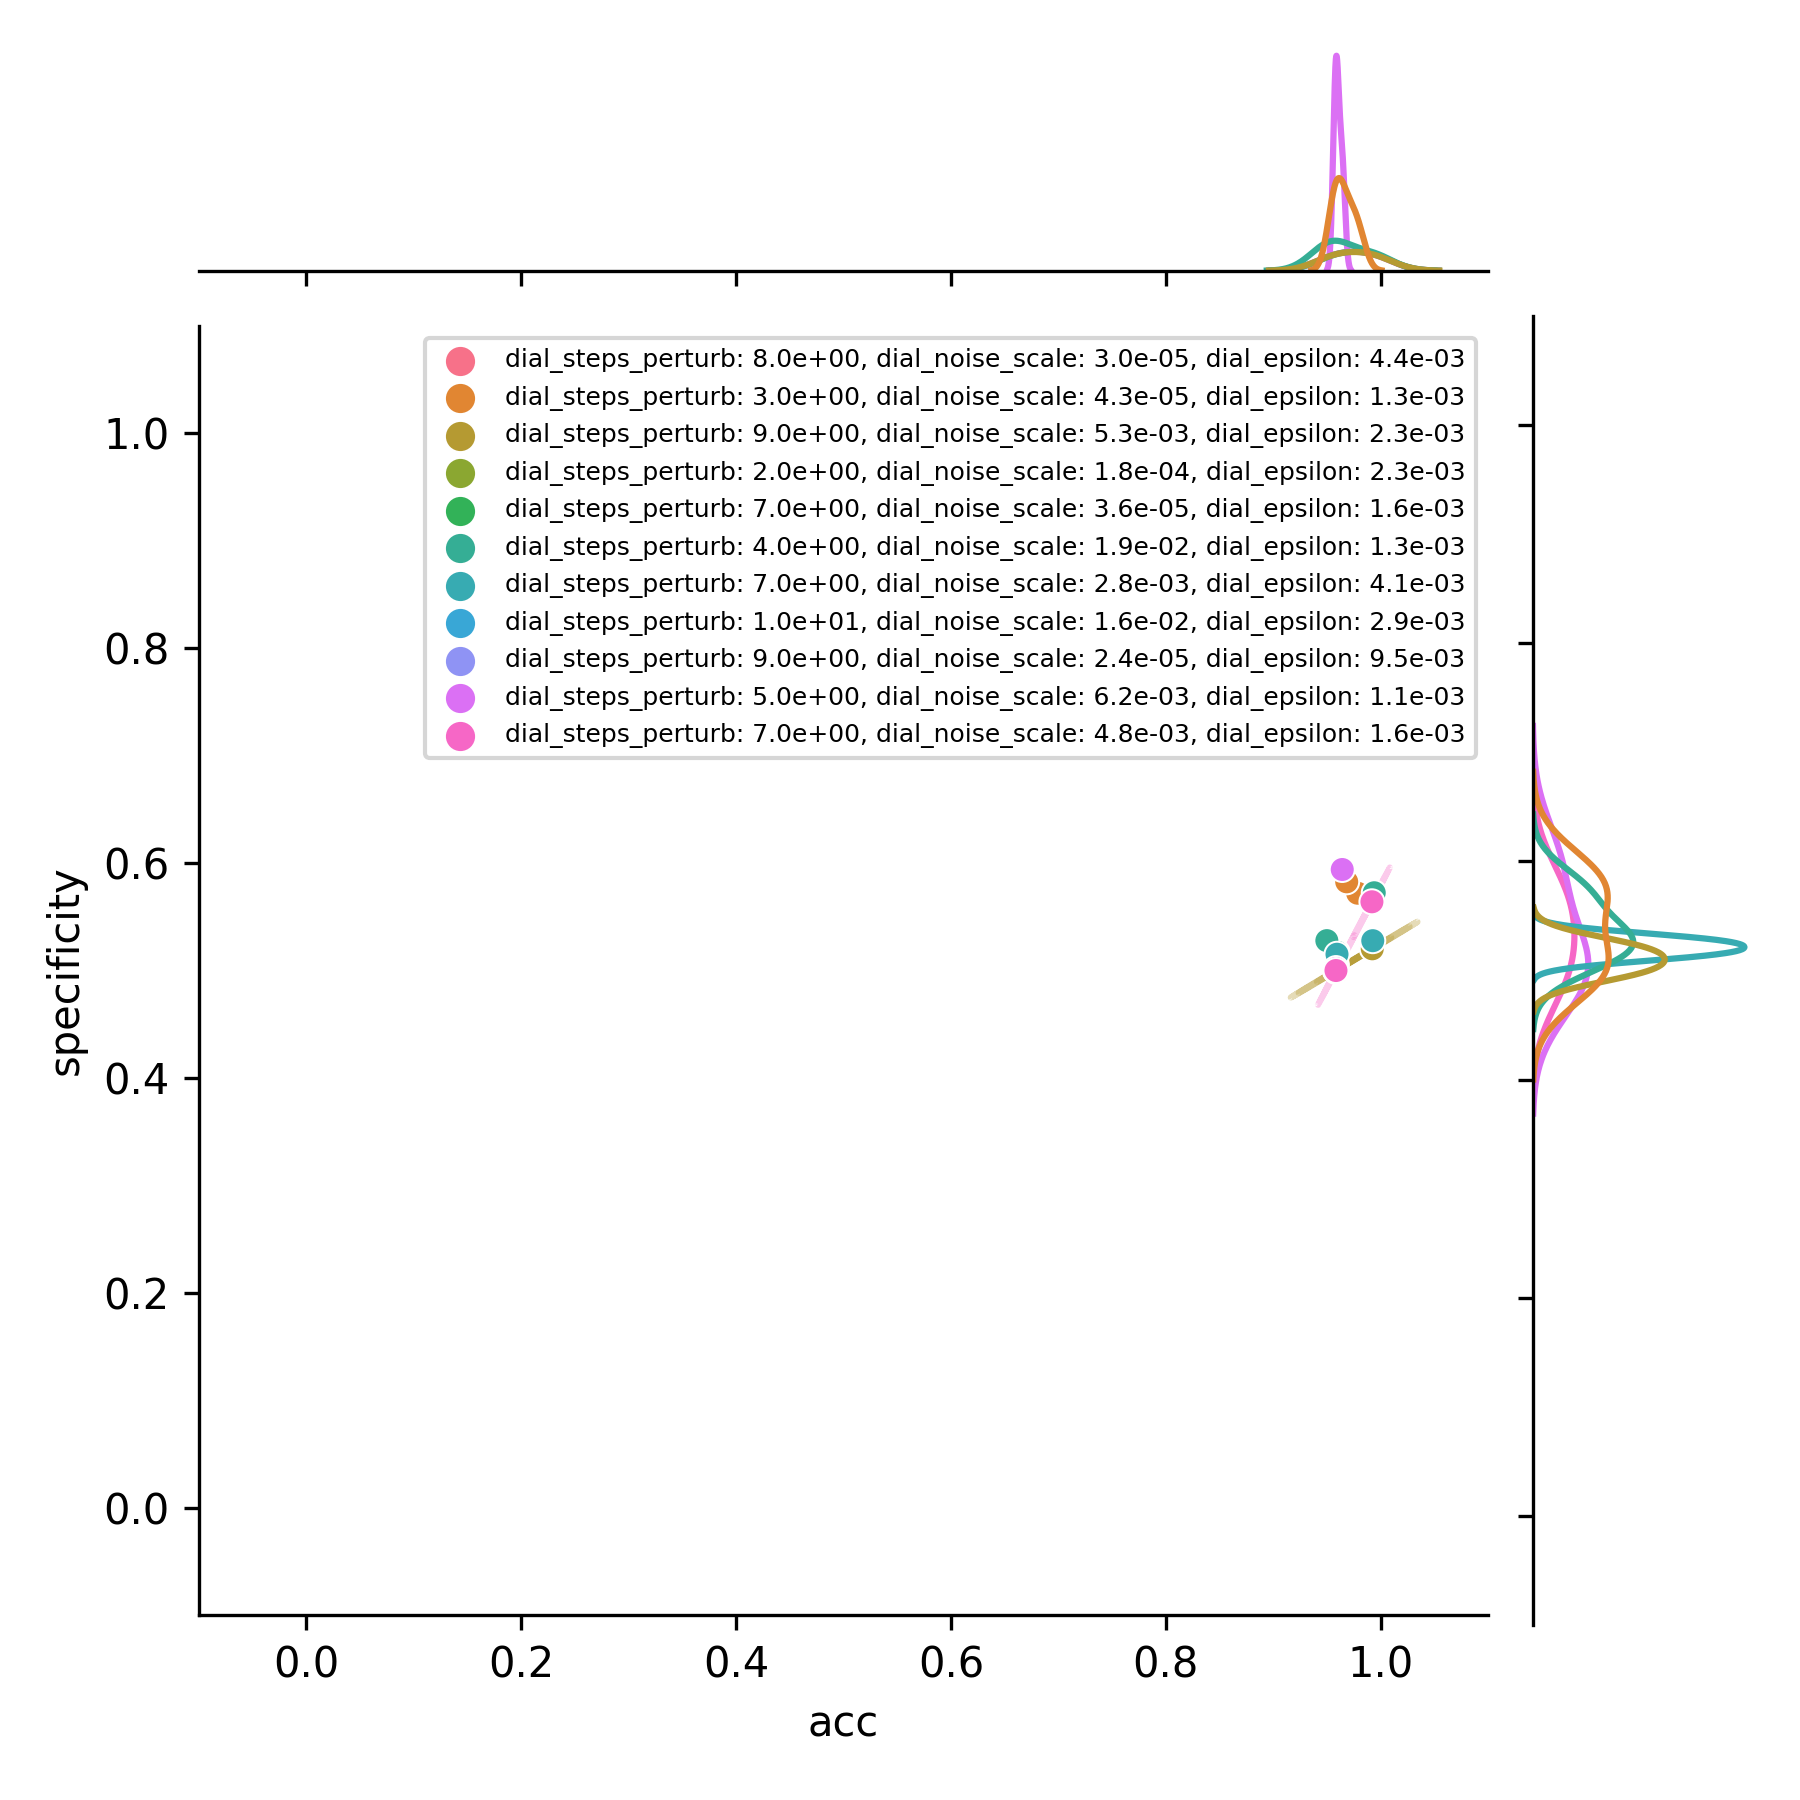 dial_steps_perturb: 8.0e+00, dial_noise_scale: 3.0e-05, dial_epsilon: 4.4e-03
dial_steps_perturb: 3.0e+00, dial_noise_scale: 4.3e-05, dial_epsilon: 1.3e-03
dial_steps_perturb: 9.0e+00, dial_noise_scale: 5.3e-03, dial_epsilon: 2.3e-03
dial_steps_perturb: 2.0e+00, dial_noise_scale: 1.8e-04, dial_epsilon: 2.3e-03
dial_steps_perturb: 7.0e+00, dial_noise_scale: 3.6e-05, dial_epsilon: 1.6e-03
dial_steps_perturb: 4.0e+00, dial_noise_scale: 1.9e-02, dial_epsilon: 1.3e-03
dial_steps_perturb: 7.0e+00, dial_noise_scale: 2.8e-03, dial_epsilon: 4.1e-03
dial_steps_perturb: 1.0e+01, dial_noise_scale: 1.6e-02, dial_epsilon: 2.9e-03
dial_steps_perturb: 9.0e+00, dial_noise_scale: 2.4e-05, dial_epsilon: 9.5e-03
dial_steps_perturb: 5.0e+00, dial_noise_scale: 6.2e-03, dial_epsilon: 1.1e-03
dial_steps_perturb: 7.0e+00, dial_noise_scale: 4.8e-03, dial_epsilon: 1.6e-03
1.0
0.8
0.6
0.4
0.2
0.0
specificity
0.0 0.2 0.4 0.6 0.8 1.0
acc